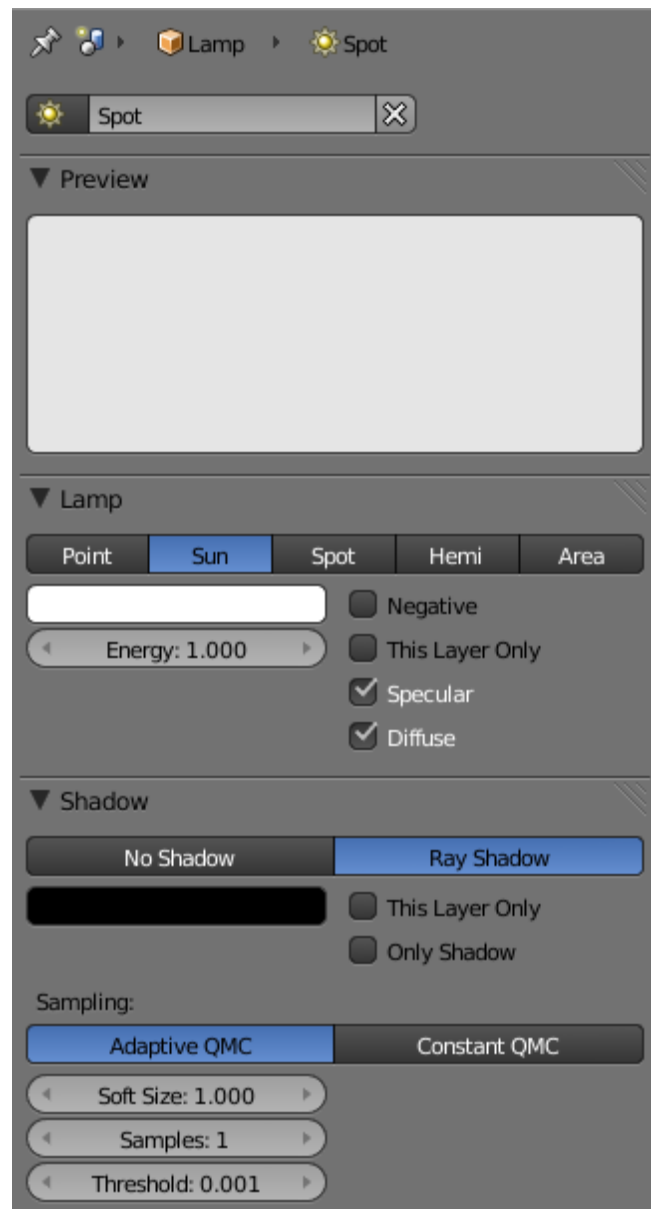 Lamp Spot
Spot
Preview
Lamp
Point Sun Spot Hemi Area
Negative
Energy: 1.000 This Layer Only
Specular
Diffuse
Shadow
No Shadow Ray Shadow
This Layer Only
Only Shadow
Sampling:
Adaptive QMC Constant QMC
Soft Size: 1.000
Samples: 1
Threshold: 0.001